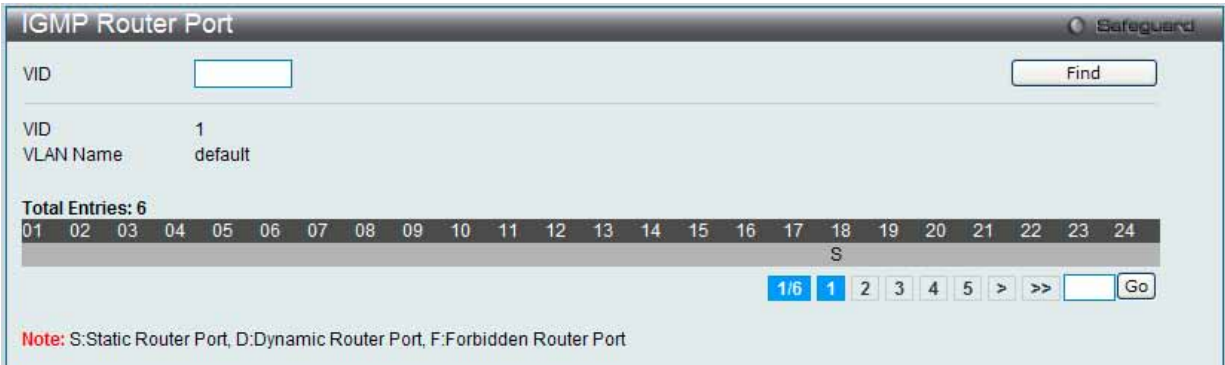 IGMP Router Port Safeguard
VID Find
VID 1
VLAN Name default
Total Entries: 6
01 02 03 04 05 06 07 08 09 10 11 12 13 14 15 16 17 18 19 20 21 22 23 24
S
1/6 1 2 3 4 5 > >> Go
Note: S:Static Router Port, D:Dynamic Router Port, F:Forbidden Router Port